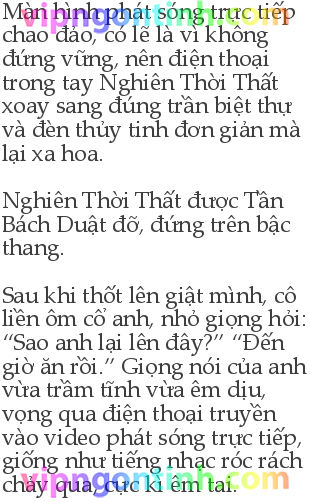 Màn hình phát sóng trực tiếp
chao đảo, có lẽ là vì không
đứng vững, nên điện thoại
trong tay Nghiên Thời Thất
xoay sang đúng trần biệt thự
và đèn thủy tinh đơn giản mà
lại xa hoa.
Nghiên Thời Thất được Tần
Bách Duật đỡ, đứng trên bậc
thang.
Sau khi thốt lên giật mình, cô
liền ôm cổ anh, nhỏ giọng hỏi:
“Sao anh lại lên đây?” “Đến
giờ ăn rồi.” Giọng nói của anh
vừa trầm tĩnh vừa êm dịu,
vọng qua điện thoại truyền
vào video phát sóng trực tiếp,
giống như tiếng nhạc róc rách
chảy qua, cực kì êm tai.
vipngontinh.com
vipngontinh.com